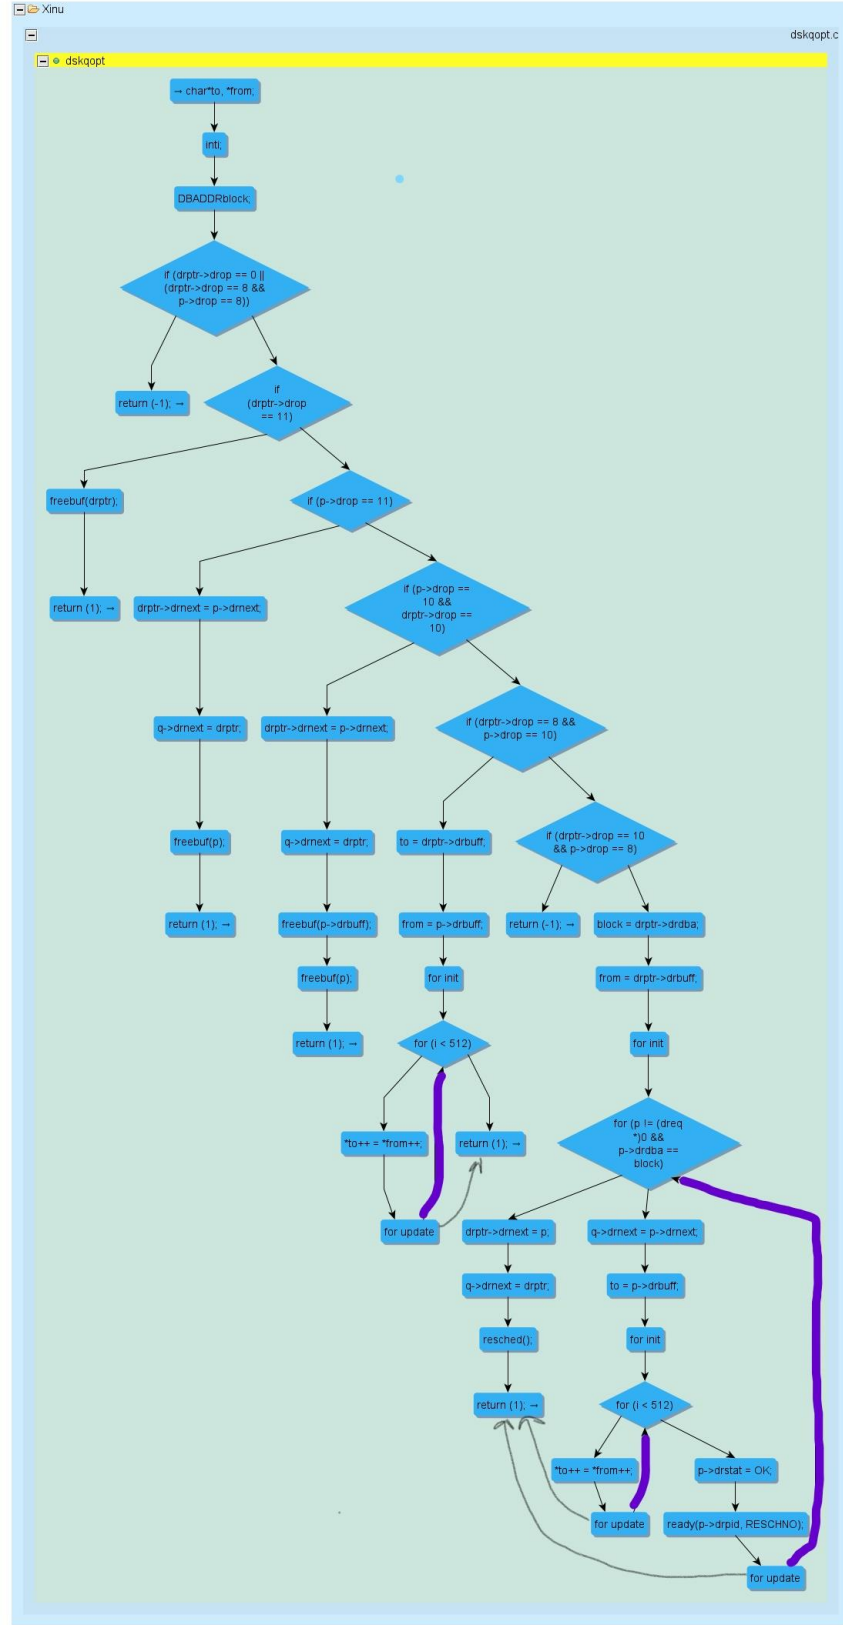 Xinu
dskqopt.c
dskqopt
→ char*to, *from;
inti;
DBADDRblock;
if (drptr->drop == 0 ||
(drptr->drop == 8 &&
p->drop == 8))
return (-1); →
if
(drptr->drop
== 11)
freebuf(drptr);
return (1); →
if (p->drop == 11)
drptr->drnext = p->drnext;
q->drnext = drptr;
freebuf(p);
return (1); →
if (p->drop ==
10 &&
drptr->drop ==
10)
drptr->drnext = p->drnext;
q->drnext = drptr;
freebuf(p->drbuff);
freebuf(p);
return (1); →
if (drptr->drop == 8 &&
p->drop == 10)
to = drptr->drbuff;
from = p->drbuff;
for init
for (i < 512)
*to++ = *from++;
for update
return (1); →
if (drptr->drop == 10
&& p->drop == 8)
return (-1); →
block = drptr->drdba;
from = drptr->drbuff;
for init
for (p != (dreq
*)0 &&
p->drdba ==
block)
drptr->drnext = p;
q->drnext = drptr;
resched();
return (1); →
q->drnext = p->drnext;
to = p->drbuff;
for init
for (i < 512)
*to++ = *from++;
for update
p->drstat = OK;
ready(p->drpid, RESCHNO);
for update